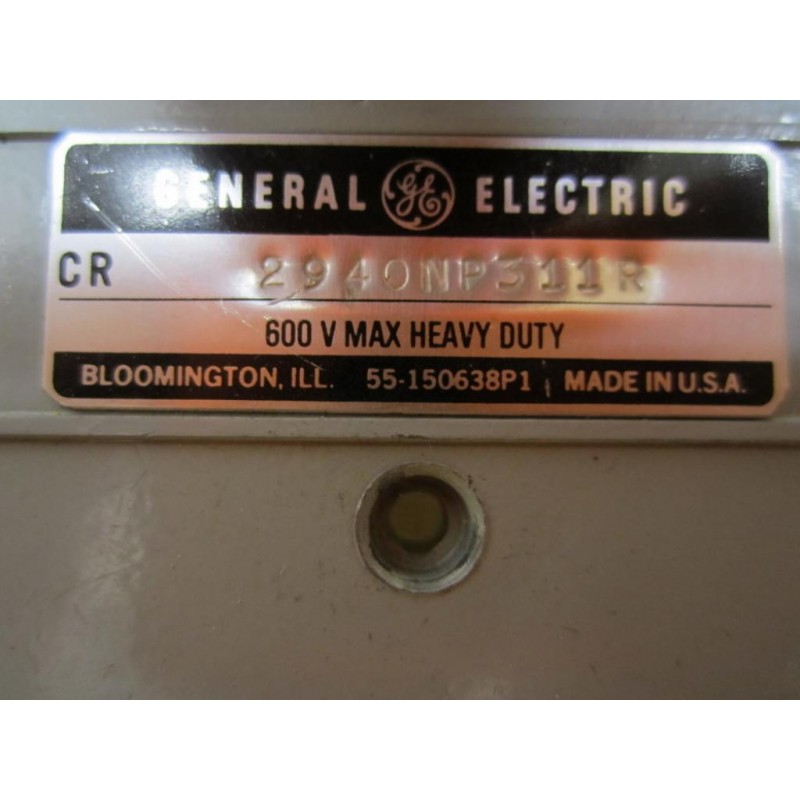 GENERAL GE ELECTRIC
CR 2940NP311R
600 V MAX HEAVY DUTY
BLOOMINGTON, ILL. 55-150638P1 MADE IN U.S.A.